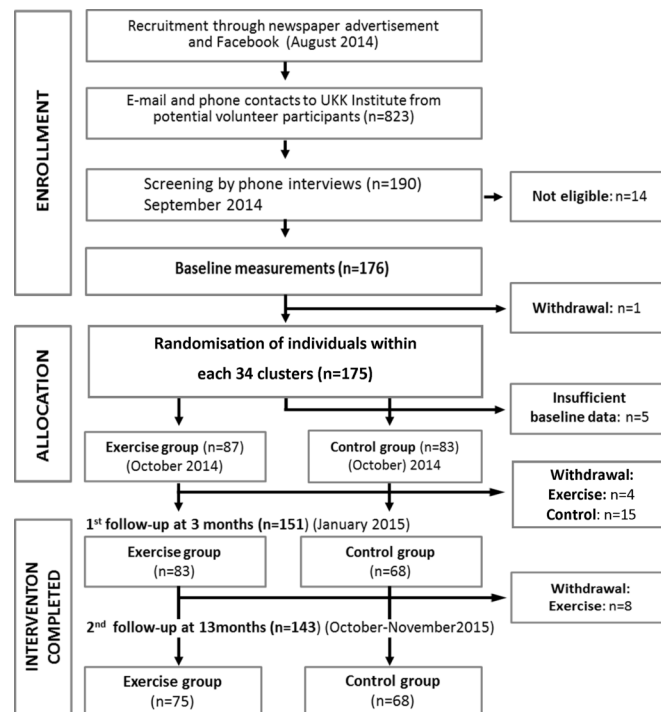 ENROLLMENT
Recruitment through newspaper advertisement
and Facebook (August 2014)
E-mail and phone contacts to UKK Institute from
potential volunteer participants (n=823)
Screening by phone interviews (n=190)
September 2014
Not eligible: n=14
Baseline measurements (n=176)
Withdrawal: n=1
ALLOCATION
Randomisation of individuals within
each 34 clusters (n=175)
Insufficient
baseline data: n=5
Exercise group (n=87)
(October 2014)
Control group (n=83)
(October) 2014
Withdrawal:
Exercise: n=4
Control: n=15
INTERVENTON
COMPLETED
1st follow-up at 3 months (n=151) (January 2015)
Exercise group
(n=83)
Control group
(n=68)
Withdrawal:
Exercise: n=8
2nd follow-up at 13months (n=143) (October-November2015)
Exercise group
(n=75)
Control group
(n=68)